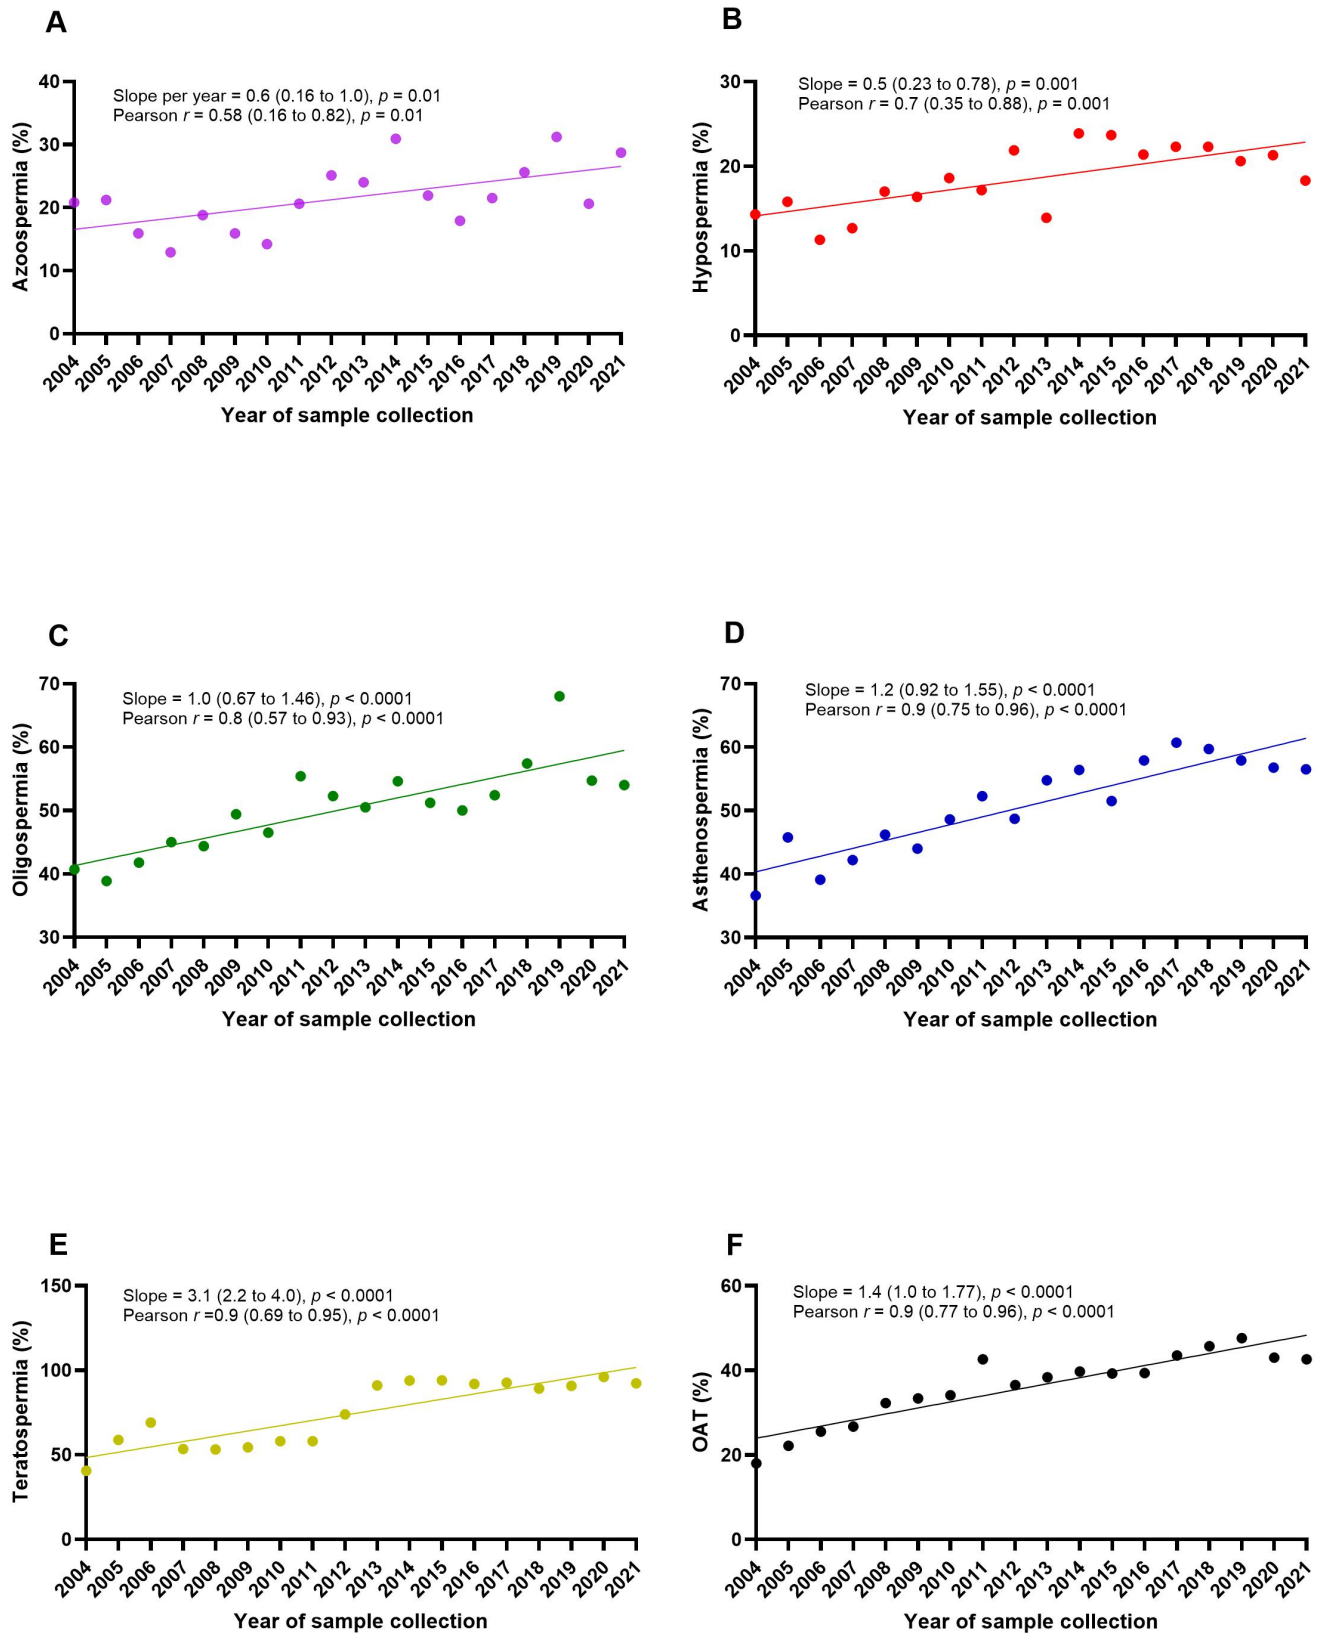 A
Slope per year = 0.6 (0.16 to 1.0), p = 0.01
Pearson r = 0.58 (0.16 to 0.82), p = 0.01
Azoospermia (%)
40
30
20
10
0
2004 2005 2006 2007 2008 2009 2010 2011 2012 2013 2014 2015 2016 2017 2018 2019 2020 2021
Year of sample collection
B
Slope = 0.5 (0.23 to 0.78), p = 0.001
Pearson r = 0.7 (0.35 to 0.88), p = 0.001
Hypospermia (%)
30
20
10
0
2004 2005 2006 2007 2008 2009 2010 2011 2012 2013 2014 2015 2016 2017 2018 2019 2020 2021
Year of sample collection
C
Slope = 1.0 (0.67 to 1.46), p < 0.0001
Pearson r = 0.8 (0.57 to 0.93), p < 0.0001
Oligospermia (%)
70
60
50
40
30
2004 2005 2006 2007 2008 2009 2010 2011 2012 2013 2014 2015 2016 2017 2018 2019 2020 2021
Year of sample collection
D
Slope = 1.2 (0.92 to 1.55), p < 0.0001
Pearson r = 0.9 (0.75 to 0.96), p < 0.0001
Asthenospermia (%)
70
60
50
40
30
2004 2005 2006 2007 2008 2009 2010 2011 2012 2013 2014 2015 2016 2017 2018 2019 2020 2021
Year of sample collection
E
Slope = 3.1 (2.2 to 4.0), p < 0.0001
Pearson r =0.9 (0.69 to 0.95), p < 0.0001
Teratospermia (%)
150
100
50
0
2004 2005 2006 2007 2008 2009 2010 2011 2012 2013 2014 2015 2016 2017 2018 2019 2020 2021
Year of sample collection
F
Slope = 1.4 (1.0 to 1.77), p < 0.0001
Pearson r = 0.9 (0.77 to 0.96), p < 0.0001
OAT (%)
60
40
20
0
2004 2005 2006 2007 2008 2009 2010 2011 2012 2013 2014 2015 2016 2017 2018 2019 2020 2021
Year of sample collection